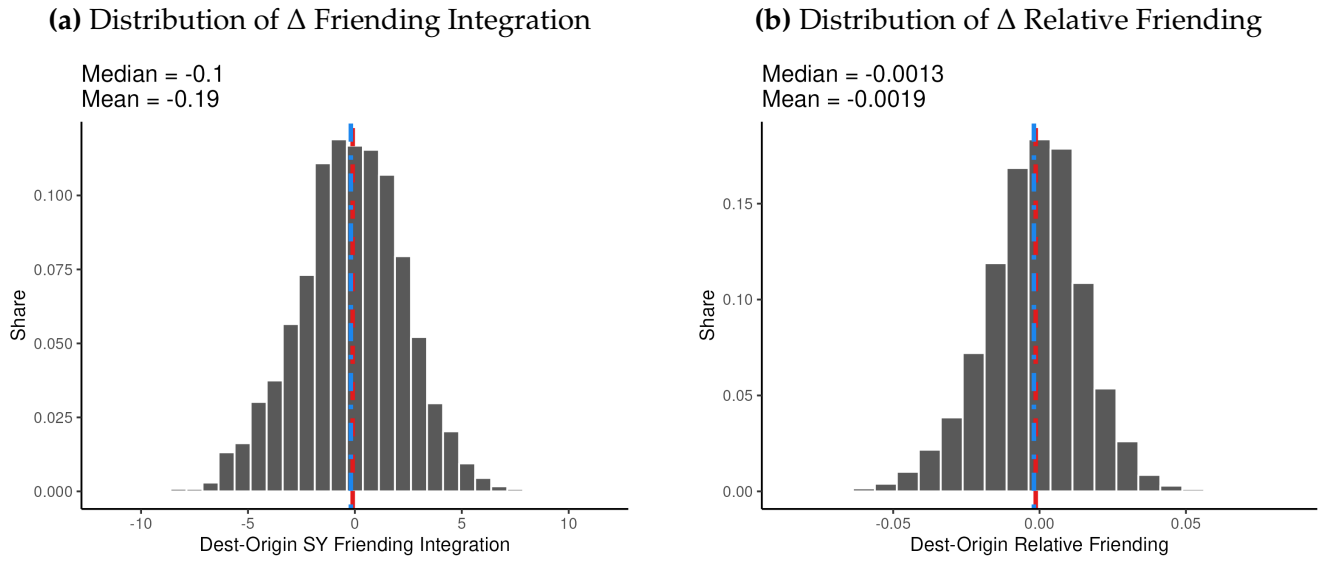 (a) Distribution of Δ Friending Integration
Median = -0.1
Mean = -0.19
Share
0.100
0.075
0.050
0.025
0.000
-10 -5 0 5 10
Dest-Origin SY Friending Integration
(b) Distribution of Δ Relative Friending
Median = -0.0013
Mean = -0.0019
Share
0.15
0.10
0.05
0.00
-0.05 0.00 0.05
Dest-Origin Relative Friending